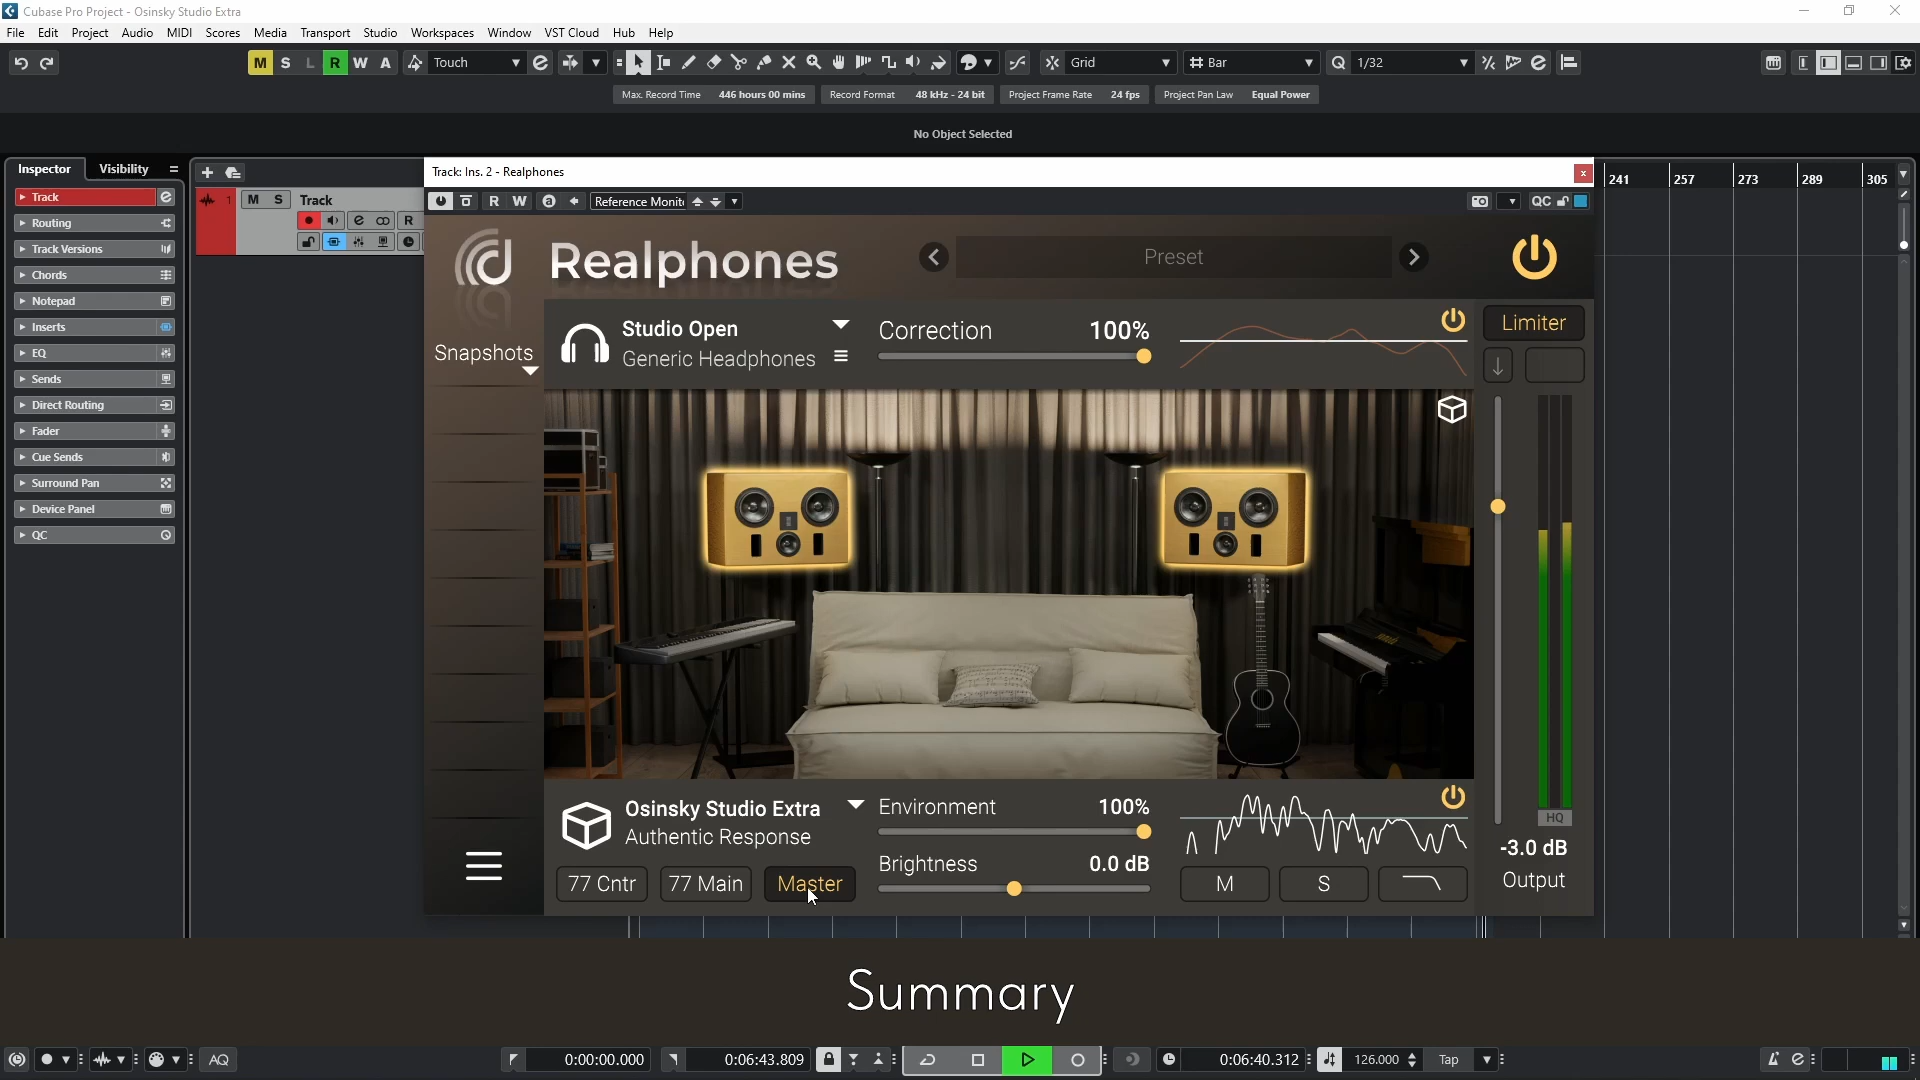 Cubase Pro Project - Osinsky Studio Extra
File Edit Project Audio MIDI Scores Media Transport Studio Workspaces Window VST Cloud Hub Help
M S L R W A Touch Grid Bar Q 1/32
Max. Record Time 446 hours 00 mins Record Format 48 kHz - 24 bit Project Frame Rate 24 fps Project Pan Law Equal Power
No Object Selected
Inspector Visibility
Track
Routing
Track Versions
Chords
Notepad
Inserts
EQ
Sends
Direct Routing
Fader
Cue Sends
Surround Pan
Device Panel
QC
1 M S Track
R
Track: Ins. 2 - Realphones
R W Reference Monit QC
241 257 273 289 305
Realphones
Preset
Snapshots
Studio Open
Generic Headphones
Correction 100%
Limiter
HQ
-3.0 dB
Output
Osinsky Studio Extra
Authentic Response
77 Cntr 77 Main Master
Environment 100%
Brightness 0.0 dB
M S
Summary
AQ 0:00:00.000 0:06:43.809 0:06:40.312 126.000 Tap